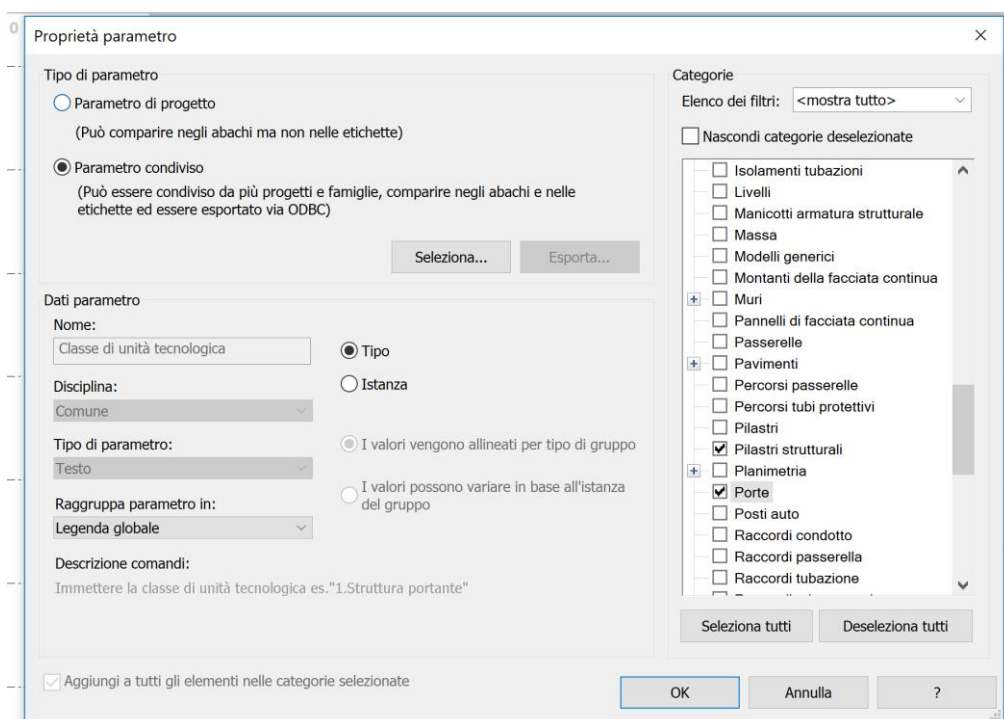 0
Proprietà parametro
Tipo di parametro
Parametro di progetto
(Può comparire negli abachi ma non nelle etichette)
Parametro condiviso
(Può essere condiviso da più progetti e famiglie, comparire negli abachi e nelle
etichette ed essere esportato via ODBC)
Seleziona...
Esporta...
Dati parametro
Nome:
Classe di unità tecnologica
Tipo
Disciplina:
Istanza
Comune
Tipo di parametro:
I valori vengono allineati per tipo di gruppo
Testo
I valori possono variare in base all'istanza
del gruppo
Raggruppa parametro in:
Legenda globale
Descrizione comandi:
Immettere la classe di unità tecnologica es."1.Struttura portante"
Aggiungi a tutti gli elementi nelle categorie selezionate
Categorie
Elenco dei filtri:
<mostra tutto>
Nascondi categorie deselezionate
Isolamenti tubazioni
Livelli
Manicotti armatura strutturale
Massa
Modelli generici
Montanti della facciata continua
Muri
Pannelli di facciata continua
Passerelle
Pavimenti
Percorsi passerelle
Percorsi tubi protettivi
Pilastri
Pilastri strutturali
Planimetria
Porte
Posti auto
Raccordi condotto
Raccordi passerella
Raccordi tubazione
Seleziona tutti
Deseleziona tutti
OK
Annulla
?